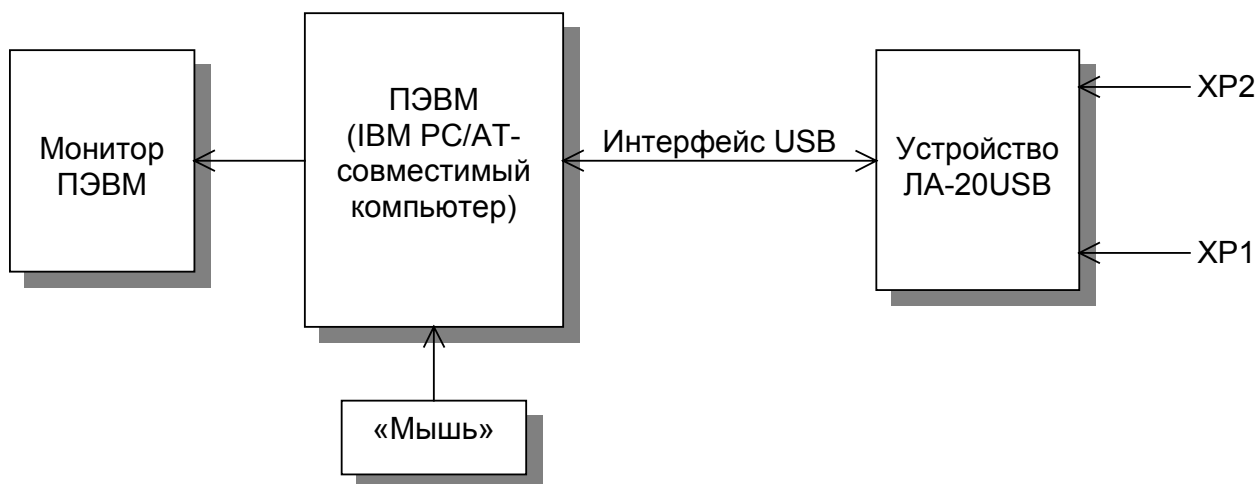 Монитор
ПЭВМ
ПЭВМ
(IBM PC/AT-
совместимый
компьютер)
Интерфейс USB
Устройство
ЛА-20USB
XP2
XP1
«Мышь»